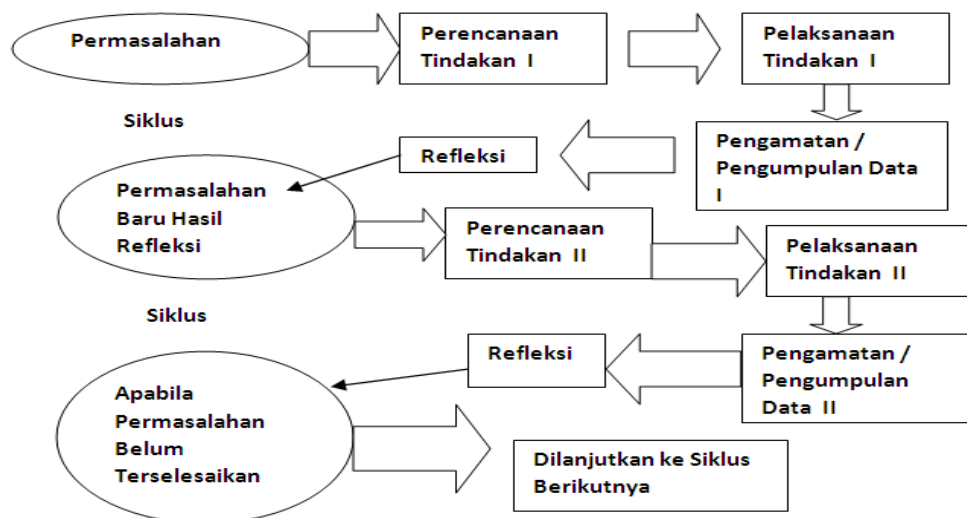 Permasalahan
Perencanaan
Tindakan I
Pelaksanaan
Tindakan I
Siklus
Pengamatan /
Pengumpulan Data
I
Refleksi
Permasalahan
Baru Hasil
Refleksi
Perencanaan
Tindakan II
Pelaksanaan
Tindakan II
Siklus
Pengamatan /
Pengumpulan
Data II
Refleksi
Apabila
Permasalahan
Belum
Terselesaikan
Dilanjutkan ke Siklus
Berikutnya